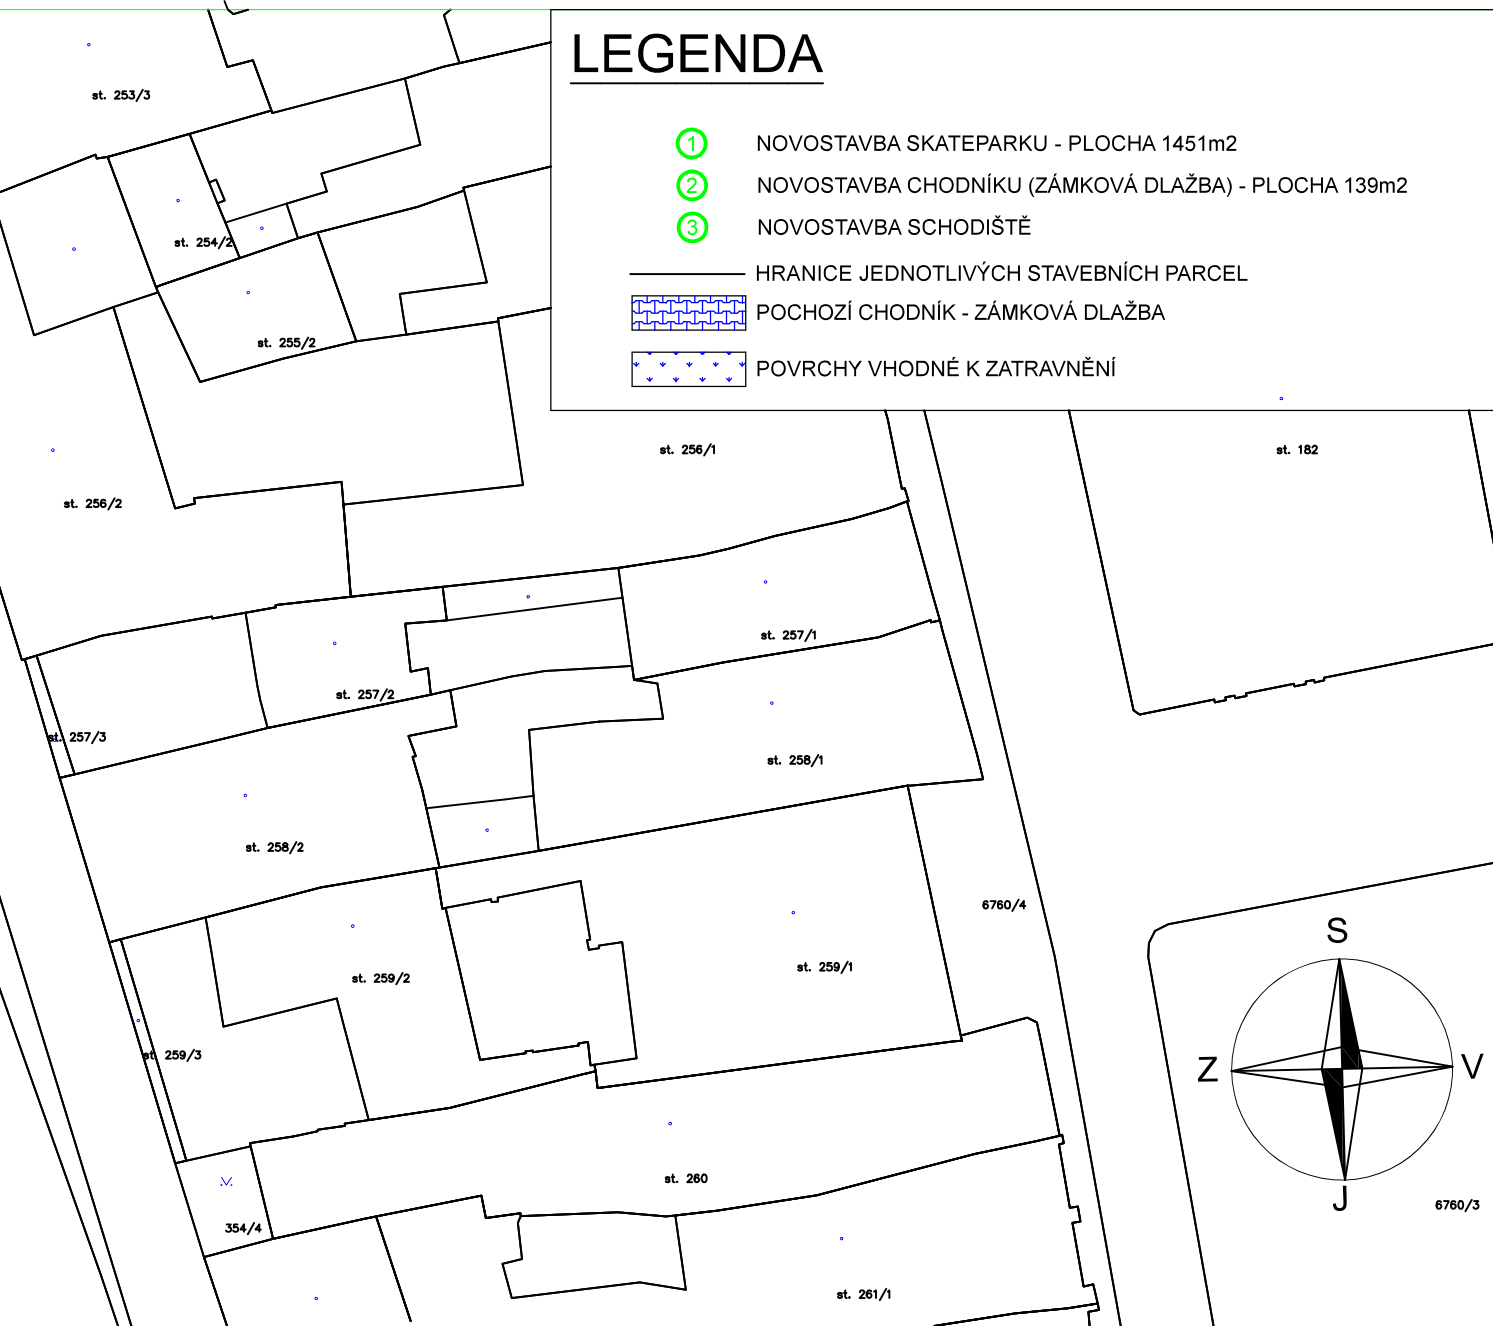 LEGENDA
1 NOVOSTAVBA SKATEPARKU - PLOCHA 1451m2
2 NOVOSTAVBA CHODNÍKU (ZÁMKOVÁ DLAŽBA) - PLOCHA 139m2
3 NOVOSTAVBA SCHODIŠTĚ
HRANICE JEDNOTLIVÝCH STAVEBNÍCH PARCEL
POCHOZÍ CHODNÍK - ZÁMKOVÁ DLAŽBA
POVRCHY VHODNÉ K ZATRAVNĚNÍ
st. 253/3
st. 254/2
st. 255/2
st. 256/1
st. 182
st. 256/2
st. 257/1
st. 257/2
st. 257/3
st. 258/1
st. 258/2
6760/4
S
st. 259/1
st. 259/2
st. 259/3
Z
V
st. 260
J
6760/3
354/4
st. 261/1